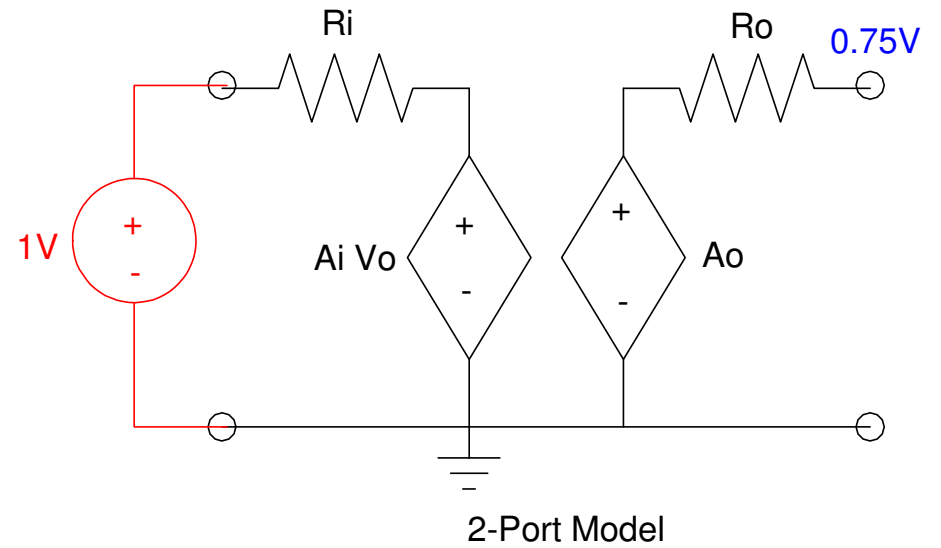 Ri
Ro
0.75V
+
-
1V
Ai Vo
+
-
+
-
Ao
2-Port Model